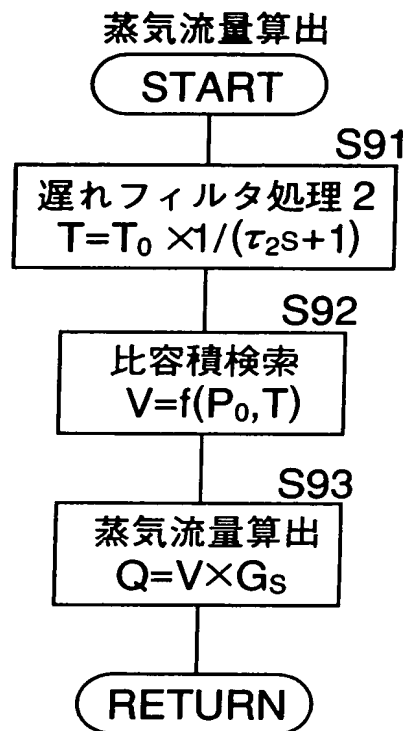 蒸気流量算出
START
S91
遅れフィルタ処理2
T=T₀ ×1/(τ₂s+1)
S92
比容積検索
V=f(P₀,T)
S93
蒸気流量算出
Q=V×Gs
RETURN